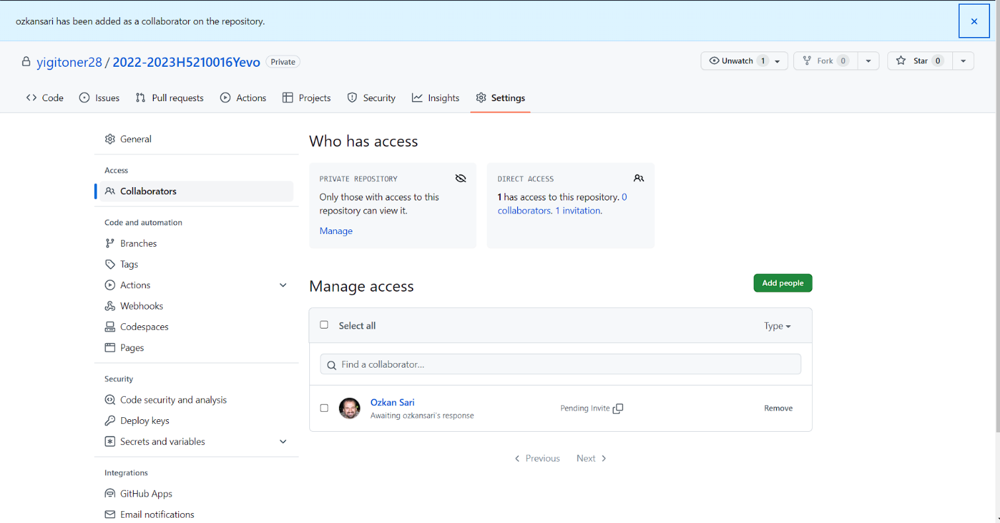 ozkansari has been added as a collaborator on the repository.
yigitoner28 / 2022-2023H5210016Yevo Private
Unwatch 1 Fork 0 Star 0
Code Issues Pull requests Actions Projects Security Insights Settings
General
Access
Collaborators
Code and automation
Branches
Tags
Actions
Webhooks
Codespaces
Pages
Security
Code security and analysis
Deploy keys
Secrets and variables
Integrations
GitHub Apps
Email notifications
Who has access
PRIVATE REPOSITORY
Only those with access to this
repository can view it.
Manage
DIRECT ACCESS
1 has access to this repository. 0
collaborators. 1 invitation.
Manage access
Add people
Select all
Type
Find a collaborator...
Ozkan Sari
Awaiting ozkansari's response
Pending Invite
Remove
Previous Next